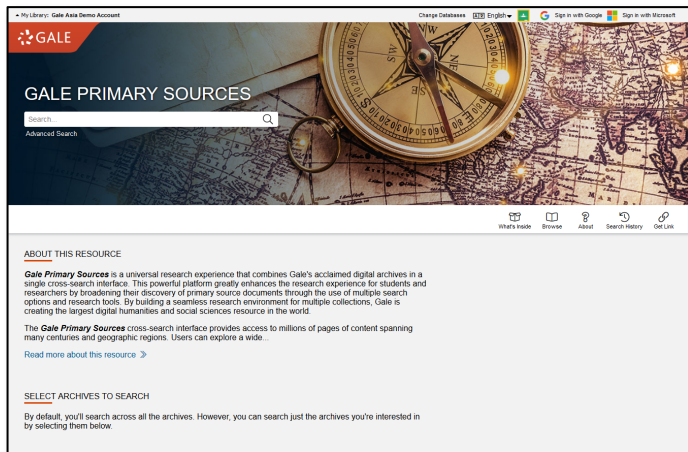 My Library: Gale Asia Demo Account
Change Databases English Sign in with Google Sign in with Microsoft
GALE
GALE PRIMARY SOURCES
Search...
Advanced Search
SW
SE
What's Inside Browse About Search History Get Link
ABOUT THIS RESOURCE
Gale Primary Sources is a universal research experience that combines Gale's acclaimed digital archives in a
single cross-search interface. This powerful platform greatly enhances the research experience for students and
researchers by broadening their discovery of primary source documents through the use of multiple search
options and research tools. By building a seamless research environment for multiple collections, Gale is
creating the largest digital humanities and social sciences resource in the world.
The Gale Primary Sources cross-search interface provides access to millions of pages of content spanning
many centuries and geographic regions. Users can explore a wide...
Read more about this resource
SELECT ARCHIVES TO SEARCH
By default, you'll search across all the archives. However, you can search just the archives you're interested in
by selecting them below.